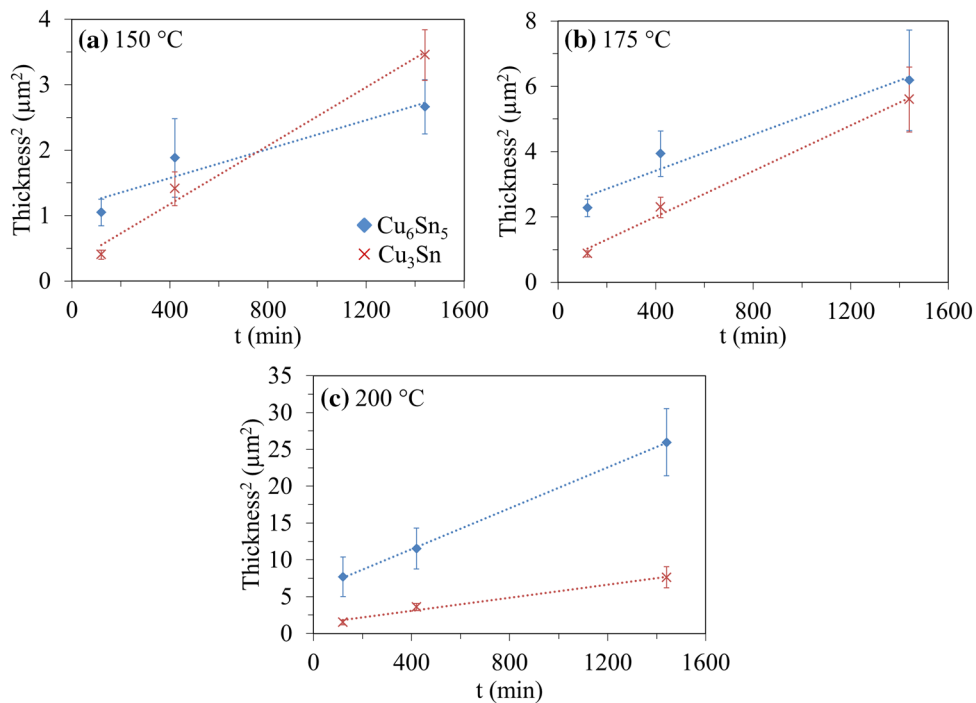 (a) 150 °C
Thickness² (µm²)
4
3
2
1
0
Cu₆Sn₅
Cu₃Sn
0 400 800 1200 1600
t (min)
(b) 175 °C
Thickness² (µm²)
8
6
4
2
0
0 400 800 1200 1600
t (min)
(c) 200 °C
Thickness² (µm²)
35
30
25
20
15
10
5
0
0 400 800 1200 1600
t (min)